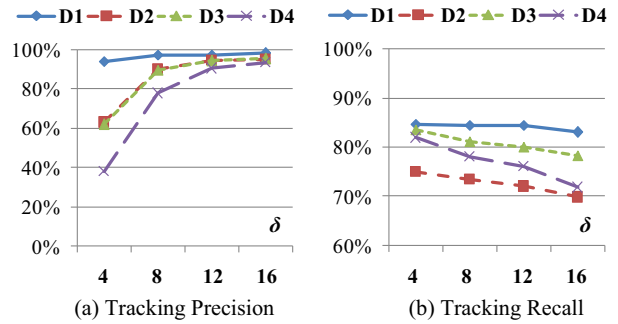 D1 D2 D3 D4
100%
80%
60%
40%
20%
0%
δ
4 8 12 16
(a) Tracking Precision
D1 D2 D3 D4
100%
90%
80%
70%
60%
δ
4 8 12 16
(b) Tracking Recall